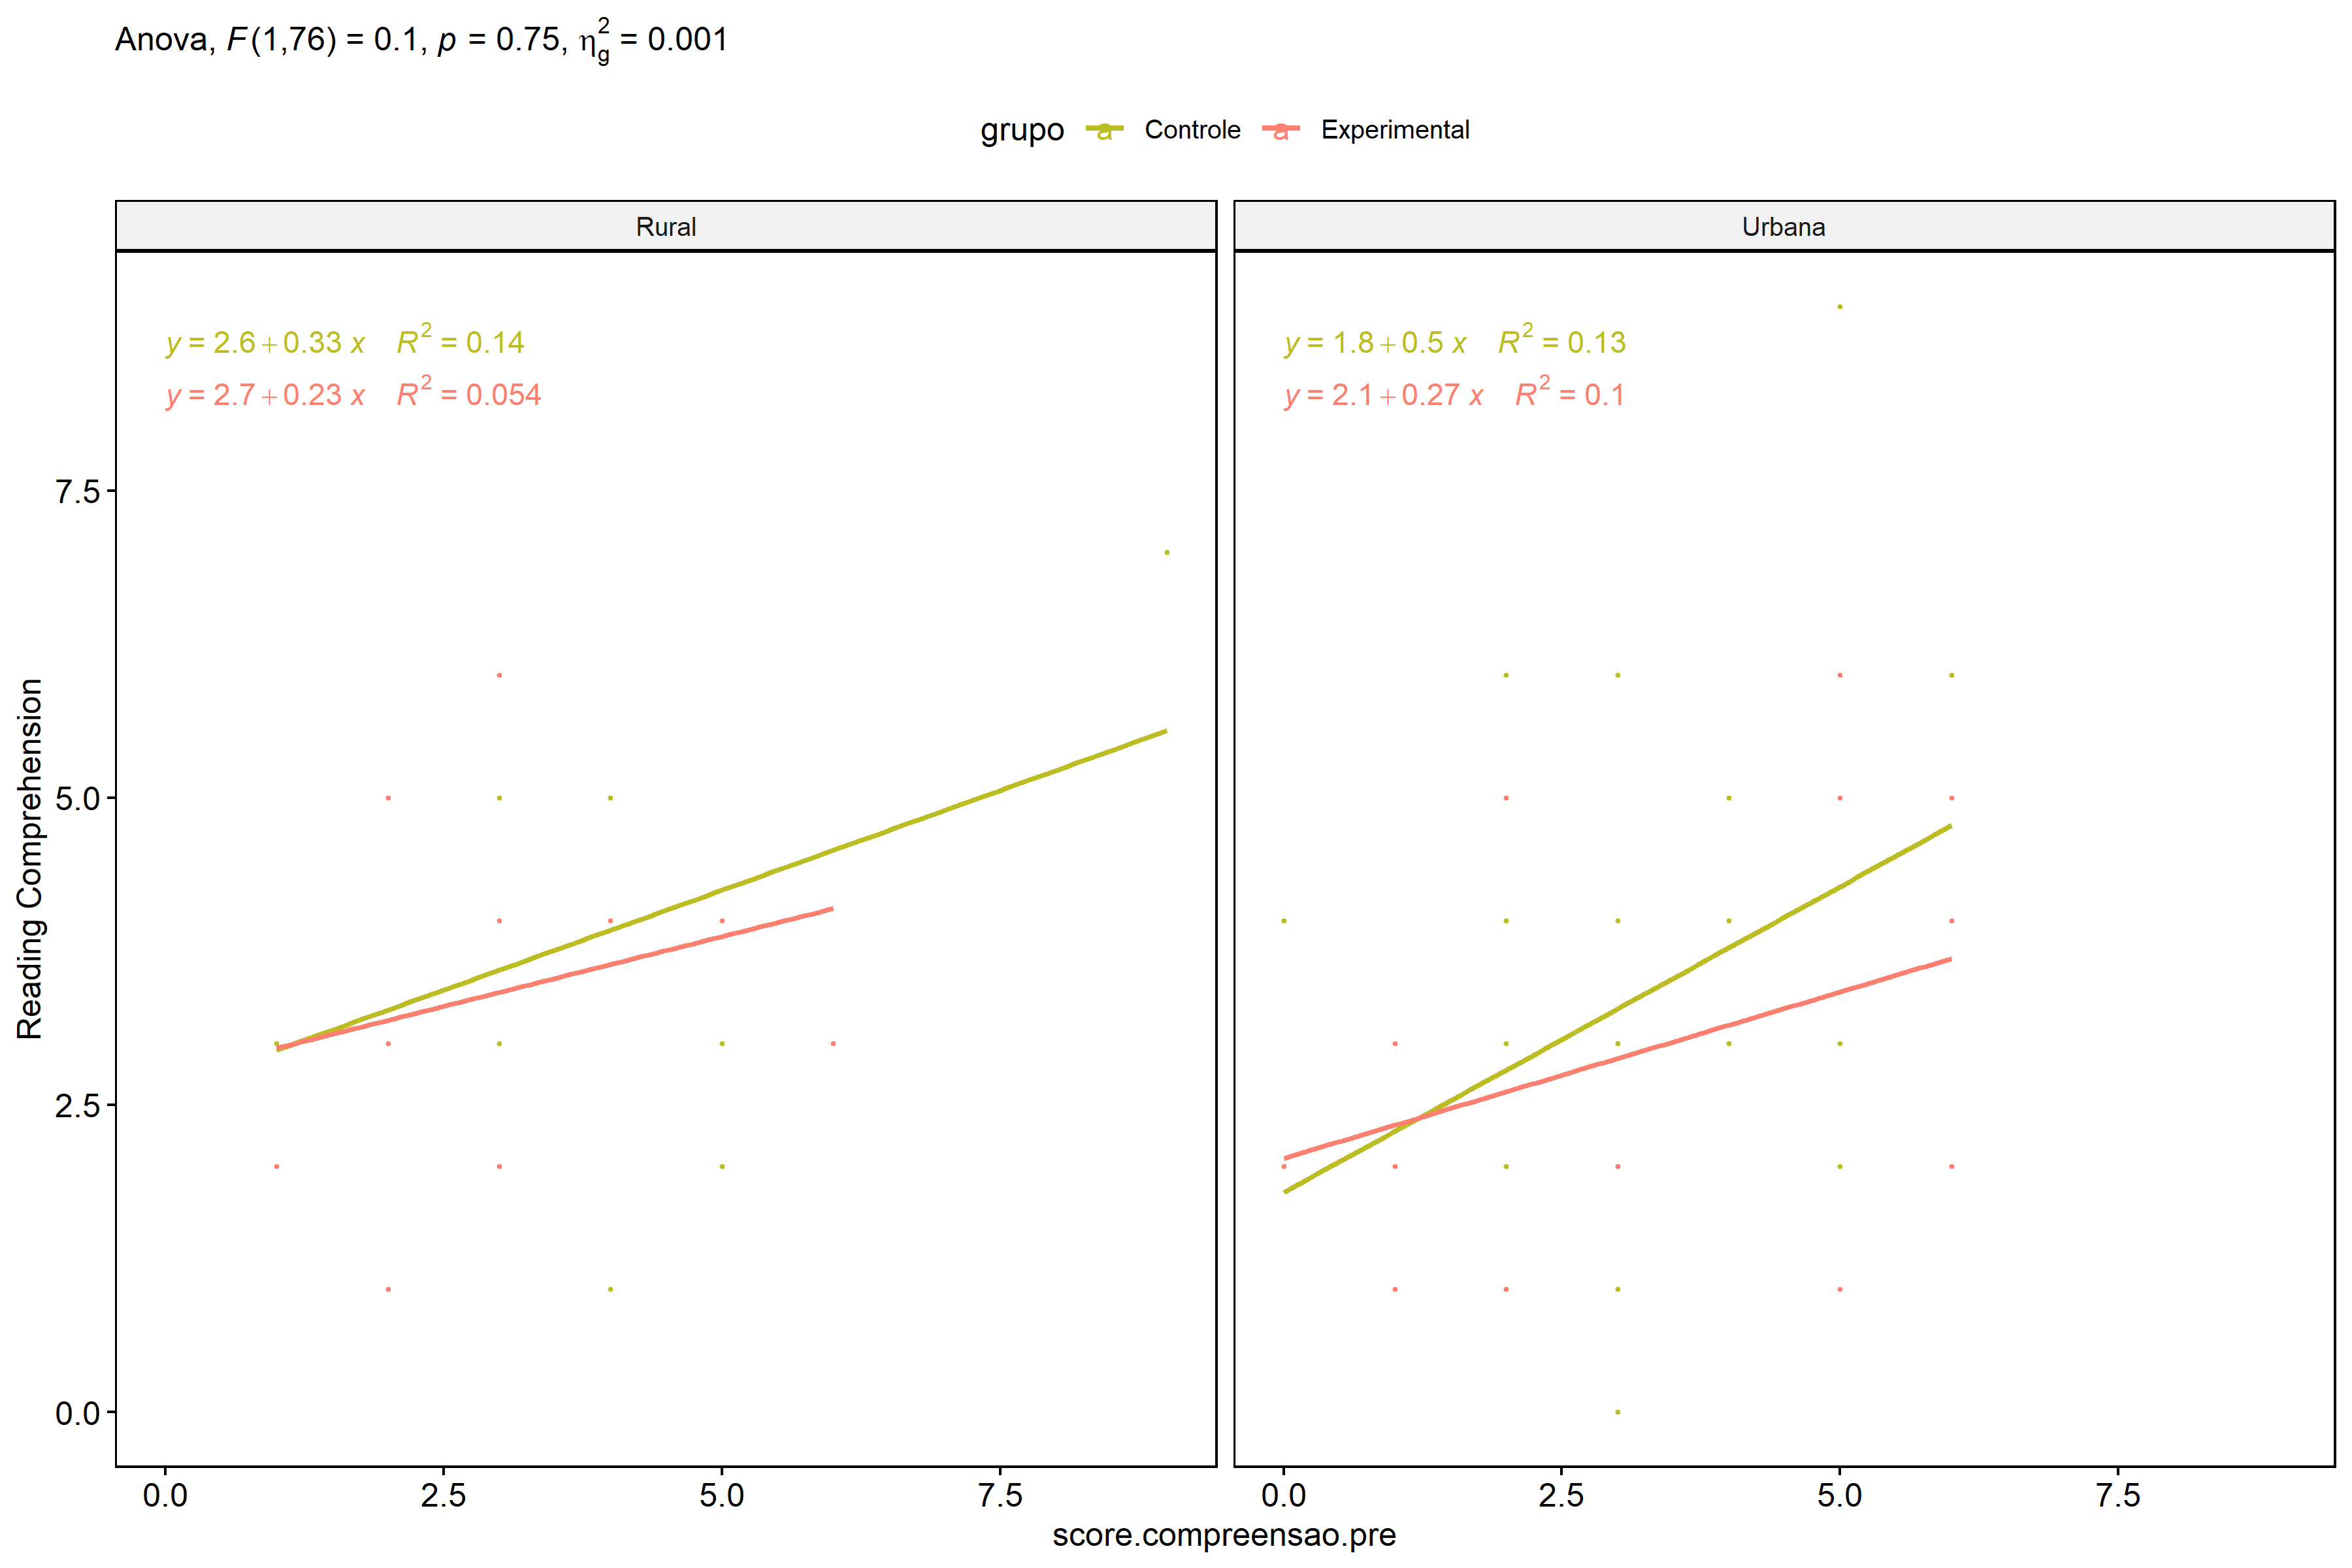 Anova, F(1,76) = 0.1, p = 0.75, η²g = 0.001
grupo a Controle a Experimental
Rural
Urbana
y = 2.6 + 0.33 x R² = 0.14
y = 2.7 + 0.23 x R² = 0.054
y = 1.8 + 0.5 x R² = 0.13
y = 2.1 + 0.27 x R² = 0.1
Reading Comprehension
7.5
5.0
2.5
0.0
0.0 2.5 5.0 7.5
0.0 2.5 5.0 7.5
score.compreensao.pre